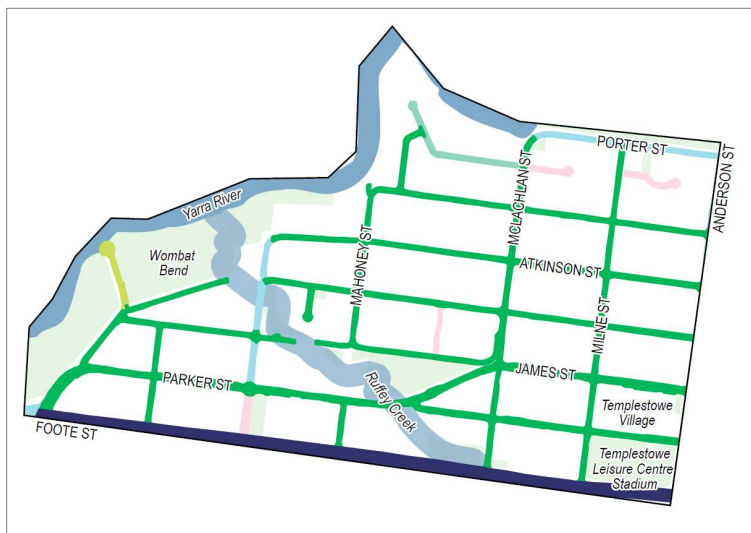 PORTER ST
ANDERSON ST
MCLACHLAN ST
Yarra River
Wombat
Bend
MAHONEY ST
ATKINSON ST
MILNE ST
JAMES ST
PARKER ST
Ruffey Creek
Templestowe
Village
FOOTE ST
Templestowe
Leisure Centre
Stadium